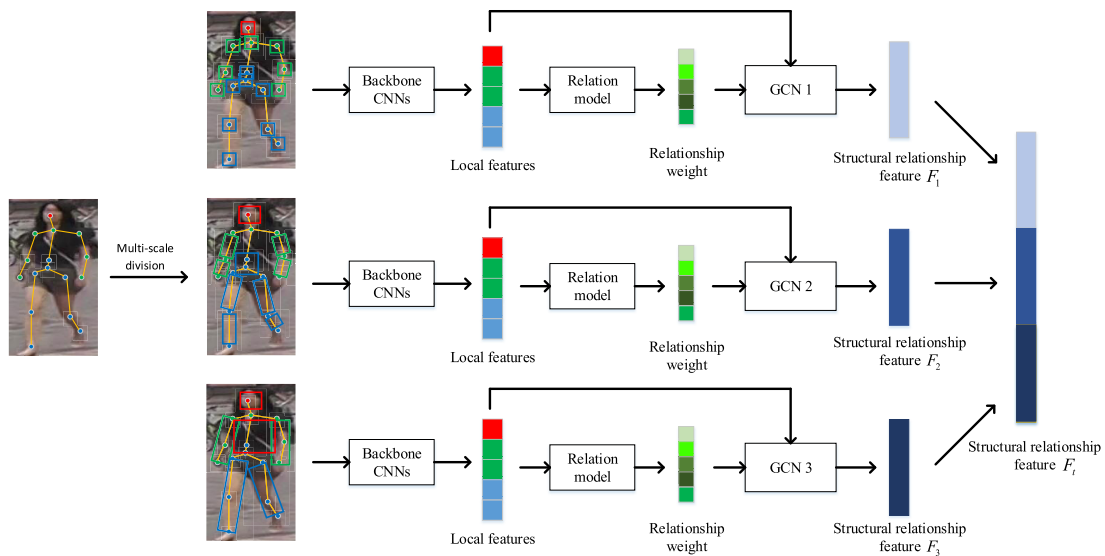 Backbone
CNNs
Local features
Relation
model
Relationship
weight
GCN 1
Structural relationship
feature F1
Multi-scale
division
Backbone
CNNs
Local features
Relation
model
Relationship
weight
GCN 2
Structural relationship
feature F2
Backbone
CNNs
Local features
Relation
model
Relationship
weight
GCN 3
Structural relationship
feature F3
Structural relationship
feature Ft